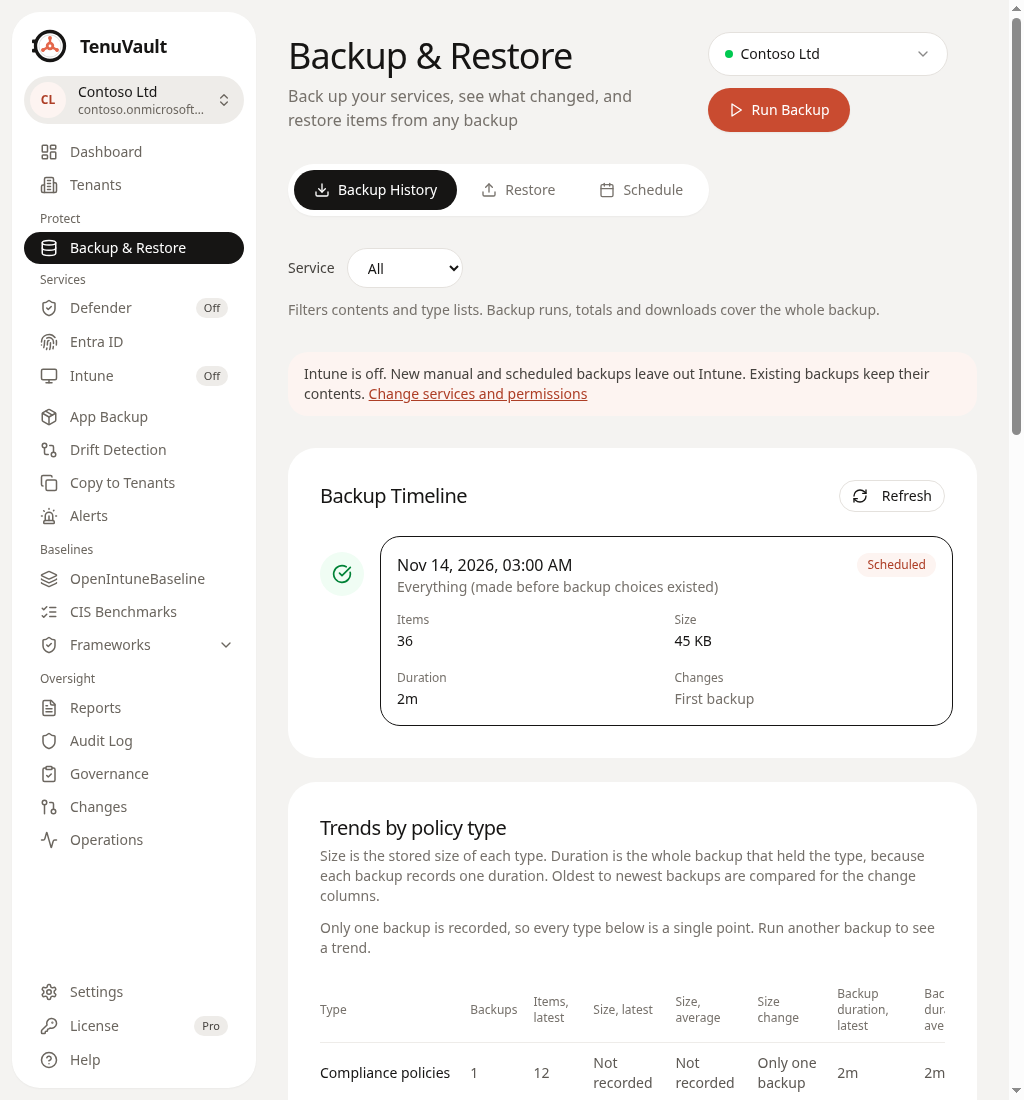 TenuVault
CL
Contoso Ltd
contoso.onmicrosoft...
Dashboard
Tenants
Protect
Backup & Restore
Services
Defender
Off
Entra ID
Intune
Off
App Backup
Drift Detection
Copy to Tenants
Alerts
Baselines
OpenIntuneBaseline
CIS Benchmarks
Frameworks
Oversight
Reports
Audit Log
Governance
Changes
Operations
Settings
License
Pro
Help
Backup & Restore
Back up your services, see what changed, and
restore items from any backup
Contoso Ltd
Run Backup
Backup History
Restore
Schedule
Service
All
Filters contents and type lists. Backup runs, totals and downloads cover the whole backup.
Intune is off. New manual and scheduled backups leave out Intune. Existing backups keep their
contents. Change services and permissions
Backup Timeline
Refresh
Nov 14, 2026, 03:00 AM
Scheduled
Everything (made before backup choices existed)
Items
Size
36
45 KB
Duration
Changes
2m
First backup
Trends by policy type
Size is the stored size of each type. Duration is the whole backup that held the type, because
each backup records one duration. Oldest to newest backups are compared for the change
columns.
Only one backup is recorded, so every type below is a single point. Run another backup to see
a trend.
Type
Backups
Items,
latest
Size, latest
Size,
average
Size
change
Backup
duration,
latest
Compliance policies
1
12
Not
recorded
Not
recorded
Only one
backup
2m
2m